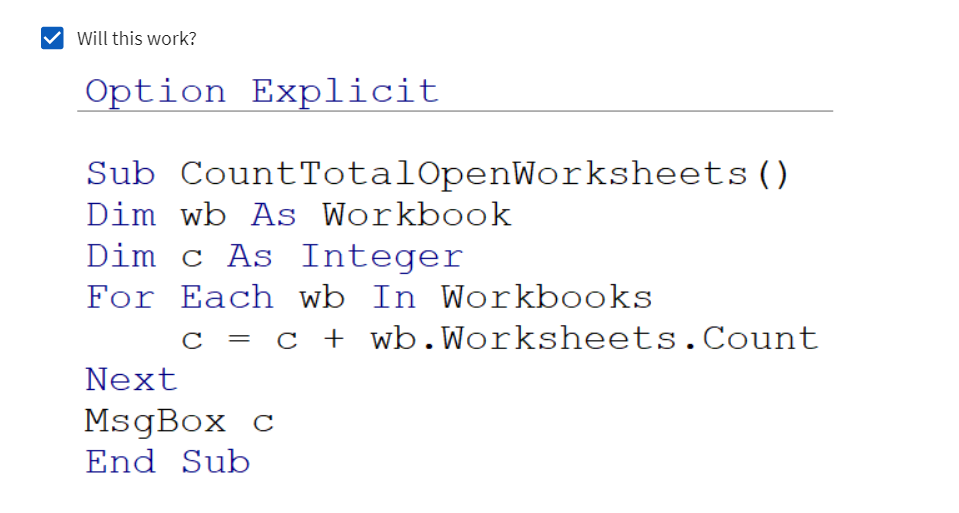 Will this work?
Option Explicit
Sub CountTotalOpenWorksheets()
Dim wb As Workbook
Dim c As Integer
For Each wb In Workbooks
    c = c + wb.Worksheets.Count
Next
MsgBox c
End Sub